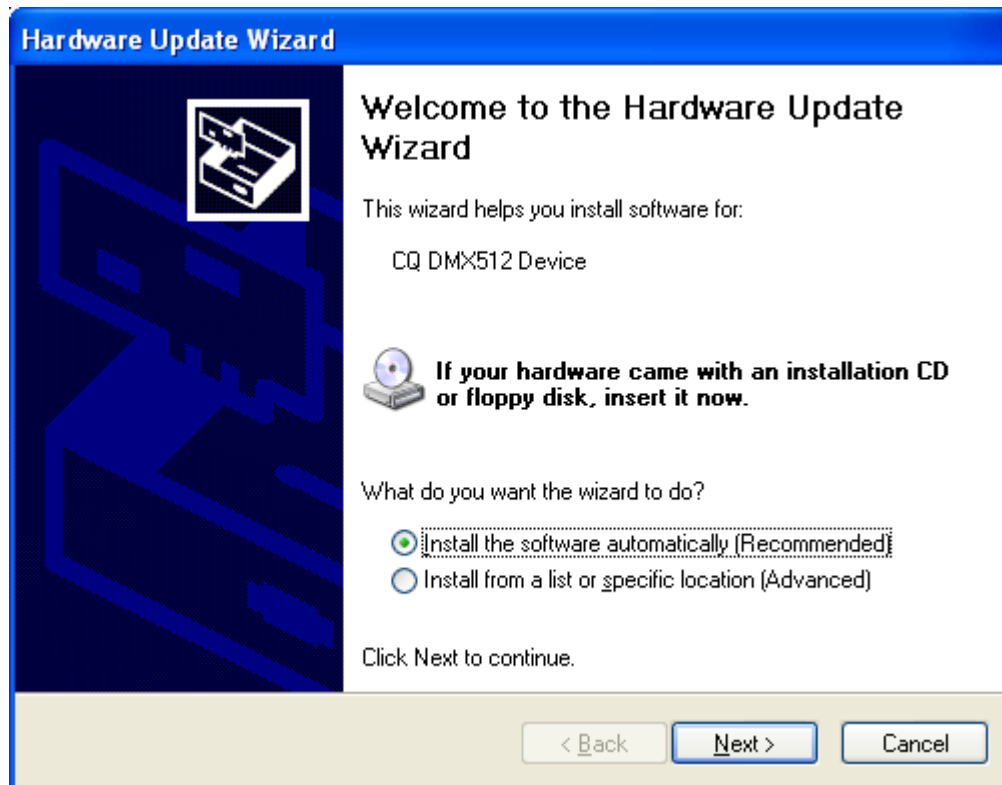 Hardware Update Wizard
Welcome to the Hardware Update
Wizard
This wizard helps you install software for:
CQ DMX512 Device
If your hardware came with an installation CD
or floppy disk, insert it now.
What do you want the wizard to do?
Install the software automatically (Recommended)
Install from a list or specific location (Advanced)
Click Next to continue.
< Back Next > Cancel